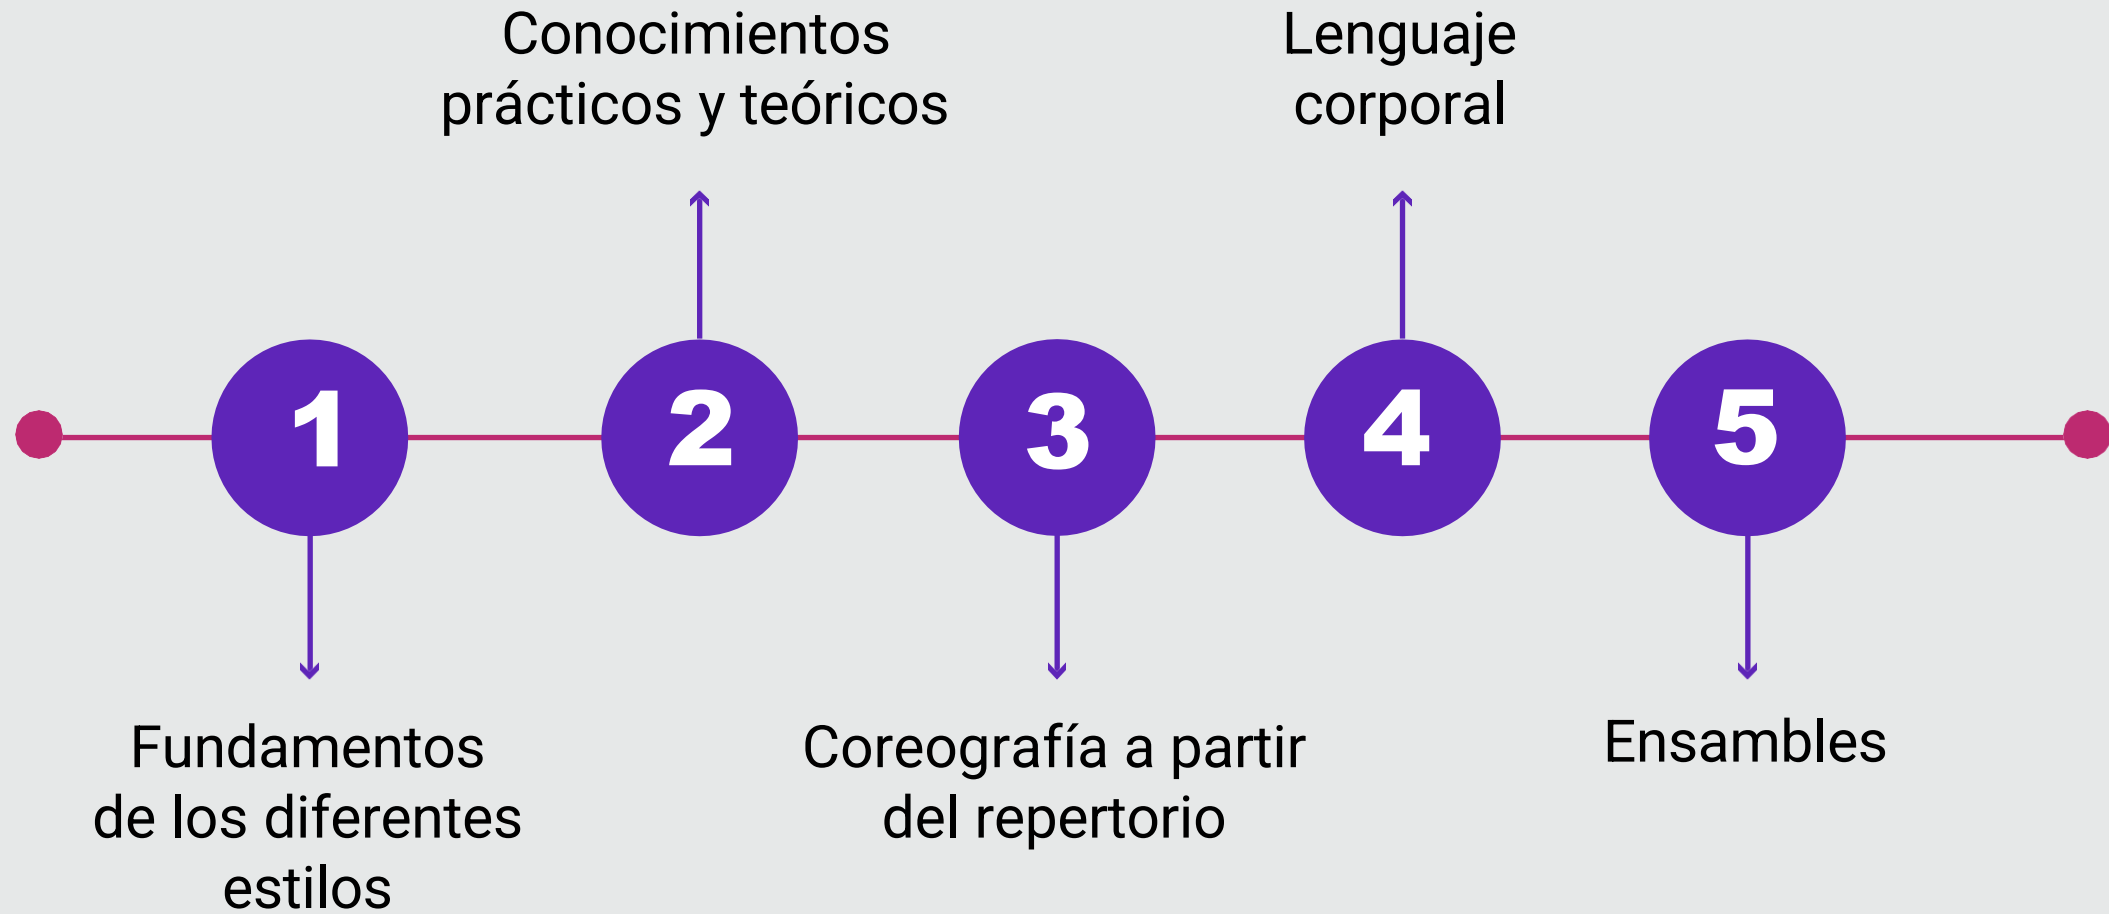 Conocimientos
prácticos y teóricos
Lenguaje
corporal
1
2
3
4
5
Fundamentos
de los diferentes
estilos
Coreografía a partir
del repertorio
Ensambles